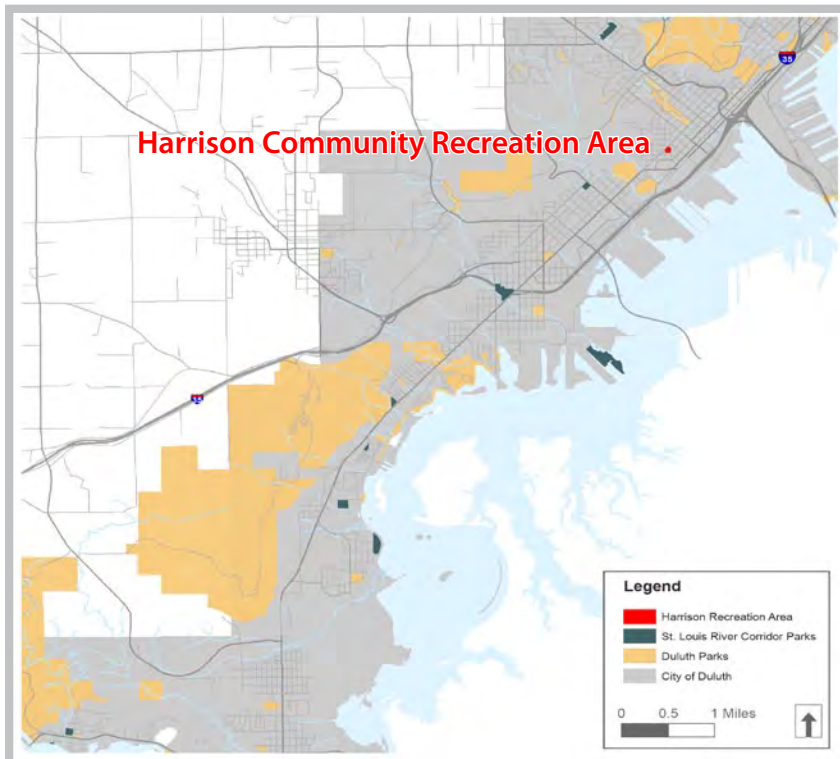 35
Harrison Community Recreation Area
35
Legend
Harrison Recreation Area
St. Louis River Corridor Parks
Duluth Parks
City of Duluth
0 0.5 1 Miles